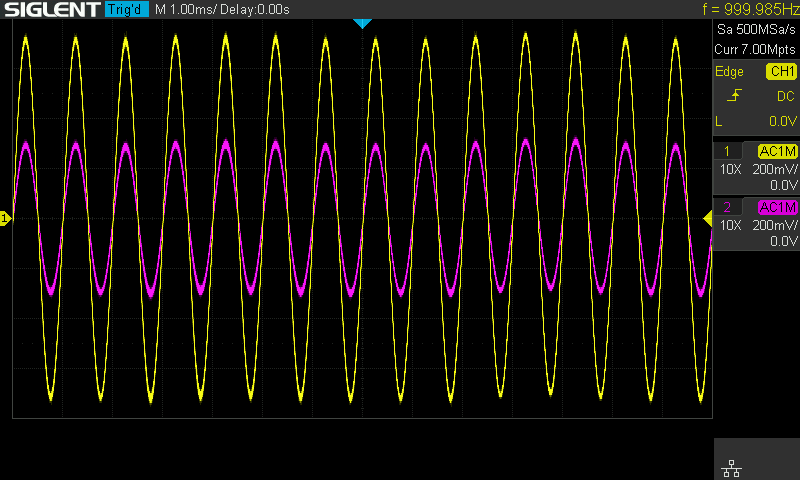 SIGLENT Trig'd M 1.00ms/ Delay:0.00s f = 999.985Hz
Sa 500MSa/s
Curr 7.00Mpts
Edge CH1
DC
L 0.0V
1 AC1M
10X 200mV/
0.0V
2 AC1M
10X 200mV/
0.0V
1